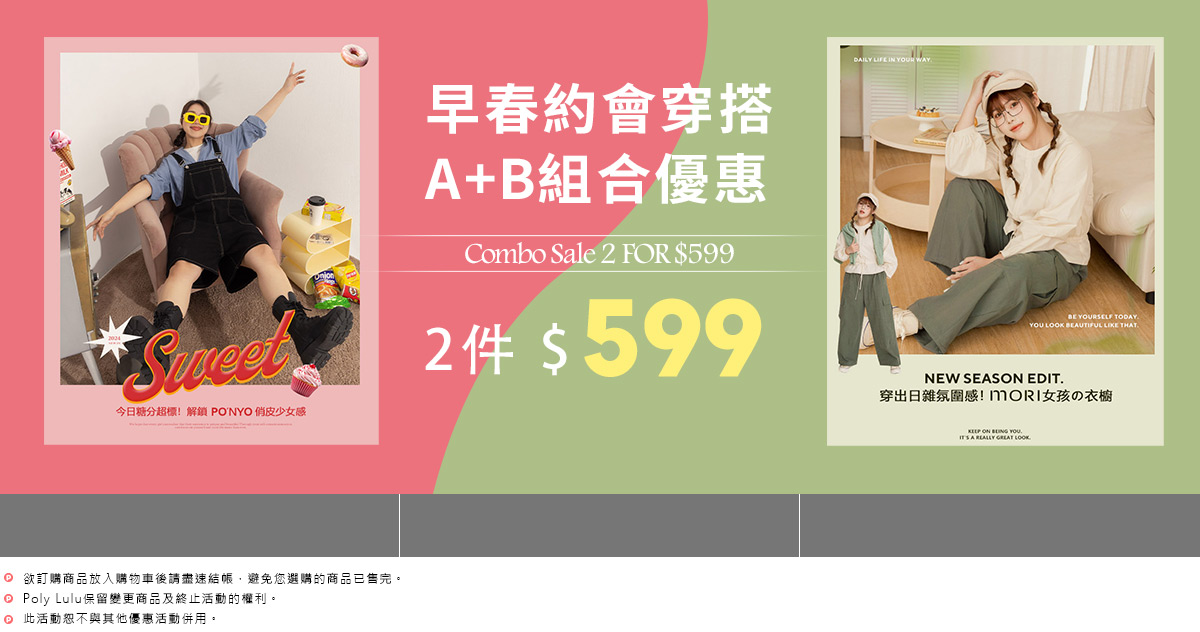 早春約會穿搭
A+B組合優惠
Combo Sale 2 FOR $599
2件 $599
2024
Sweet
今日糖分超標! 解鎖 PO'NYO 俏皮少女感
Onion
DAILY LIFE IN YOUR WAY.
BE YOURSELF TODAY,
YOU LOOK BEAUTIFUL LIKE THAT.
NEW SEASON EDIT.
穿出日雜氛圍感! MORI女孩の衣櫥
KEEP ON BEING YOU.
IT'S A REALLY GREAT LOOK.
欲訂購商品放入購物車後請盡速結帳，避免您選購的商品已售完。
Poly Lulu保留變更商品及終止活動的權利。
此活動恕不與其他優惠活動併用。